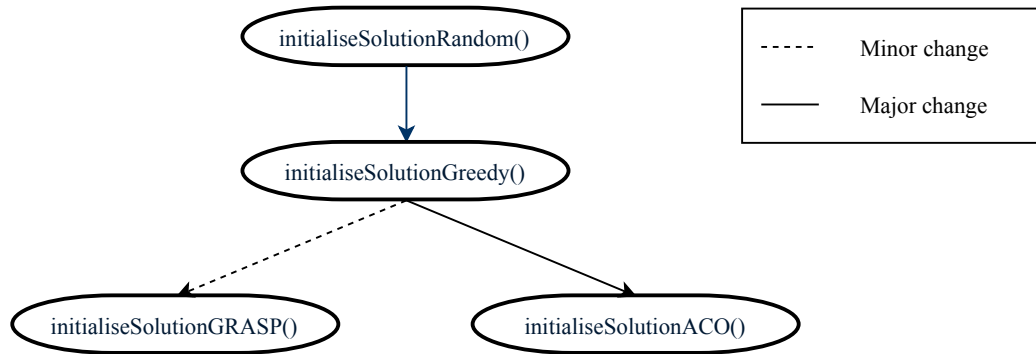 initialiseSolutionRandom()
Minor change
Major change
initialiseSolutionGreedy()
initialiseSolutionGRASP()
initialiseSolutionACO()